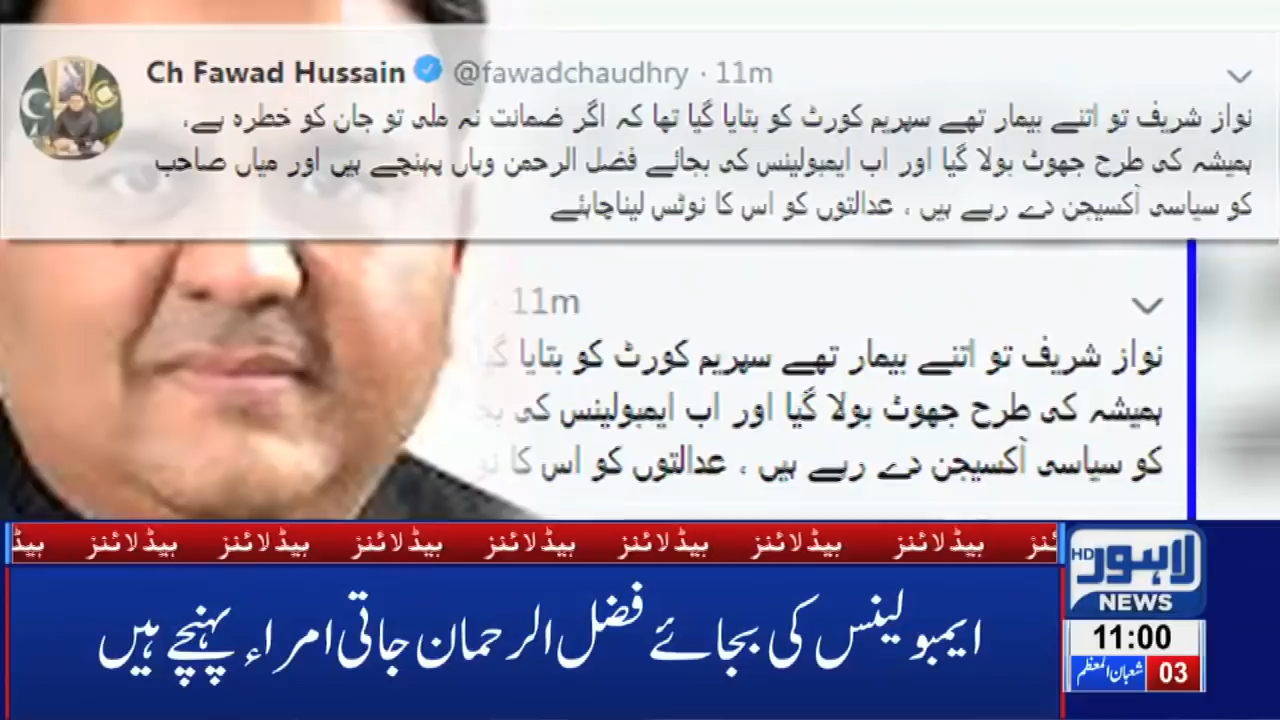 Ch Fawad Hussain @fawadchaudhry · 11m
نواز شریف تو اتنے بیمار تھے سپریم کورٹ کو بتایا گیا تھا کہ اگر ضمانت نہ ملی تو جان کو خطرہ ہے،
ہمیشہ کی طرح جھوٹ بولا گیا اور اب ایمبولینس کی بجائے فضل الرحمن وہاں پہنچے ہیں اور میاں صاحب
کو سیاسی آکسیجن دے رہے ہیں ، عدالتوں کو اس کا نوٹس لیناچاہئے
11m
نواز شریف تو اتنے بیمار تھے سپریم کورٹ کو بتایا
ہمیشہ کی طرح جھوٹ بولا گیا اور اب ایمبولینس کی
کو سیاسی آکسیجن دے رہے ہیں ، عدالتوں کو اس کا
ہیڈلائنز ہیڈلائنز ہیڈلائنز ہیڈلائنز ہیڈلائنز ہیڈلائنز ہیڈلائنز
ایمبولینس کی بجائے فضل الرحمان جاتی امراء پہنچے ہیں
لاہور HD
NEWS
11:00
03 شعبان المعظم